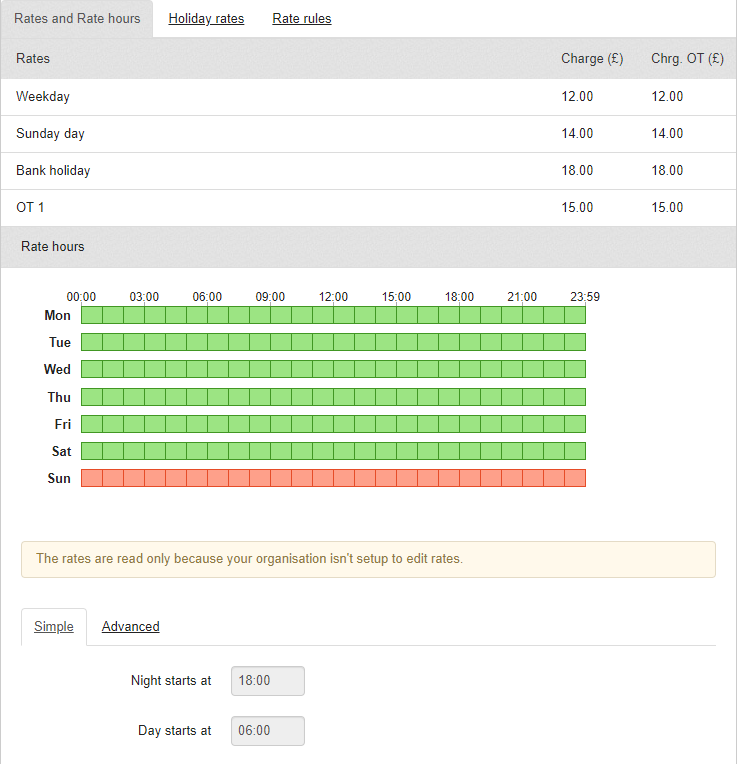 Rates and Rate hours Holiday rates Rate rules
Rates Charge (£) Chrg. OT (£)
Weekday 12.00 12.00
Sunday day 14.00 14.00
Bank holiday 18.00 18.00
OT 1 15.00 15.00
Rate hours
00:00 03:00 06:00 09:00 12:00 15:00 18:00 21:00 23:59
Mon
Tue
Wed
Thu
Fri
Sat
Sun
The rates are read only because your organisation isn't setup to edit rates.
Simple Advanced
Night starts at 18:00
Day starts at 06:00